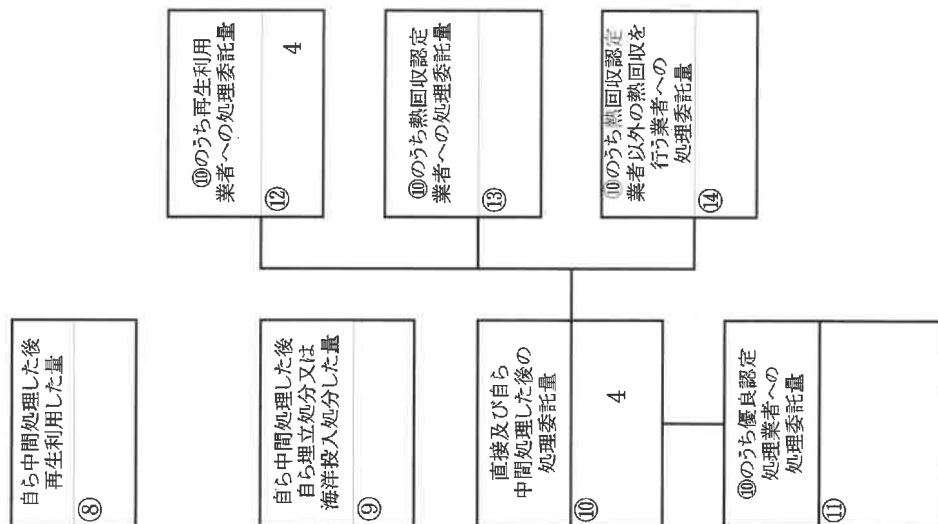 自ら中間処理した後
再生利用した量
⑧
自ら中間処理した後
自ら埋立処分又は
海洋投入処分した量
⑨
直接及び自ら
中間処理した後の
処理委託量
⑩
4
⑩のうち優良認定
処理業者への
処理委託量
⑪
⑩のうち再生利用
業者への処理委託量
⑫
4
⑩のうち熱回収認定
業者への処理委託量
⑬
⑩のうち熱回収認定
業者以外の熱回収を
行う業者への
処理委託量
⑭